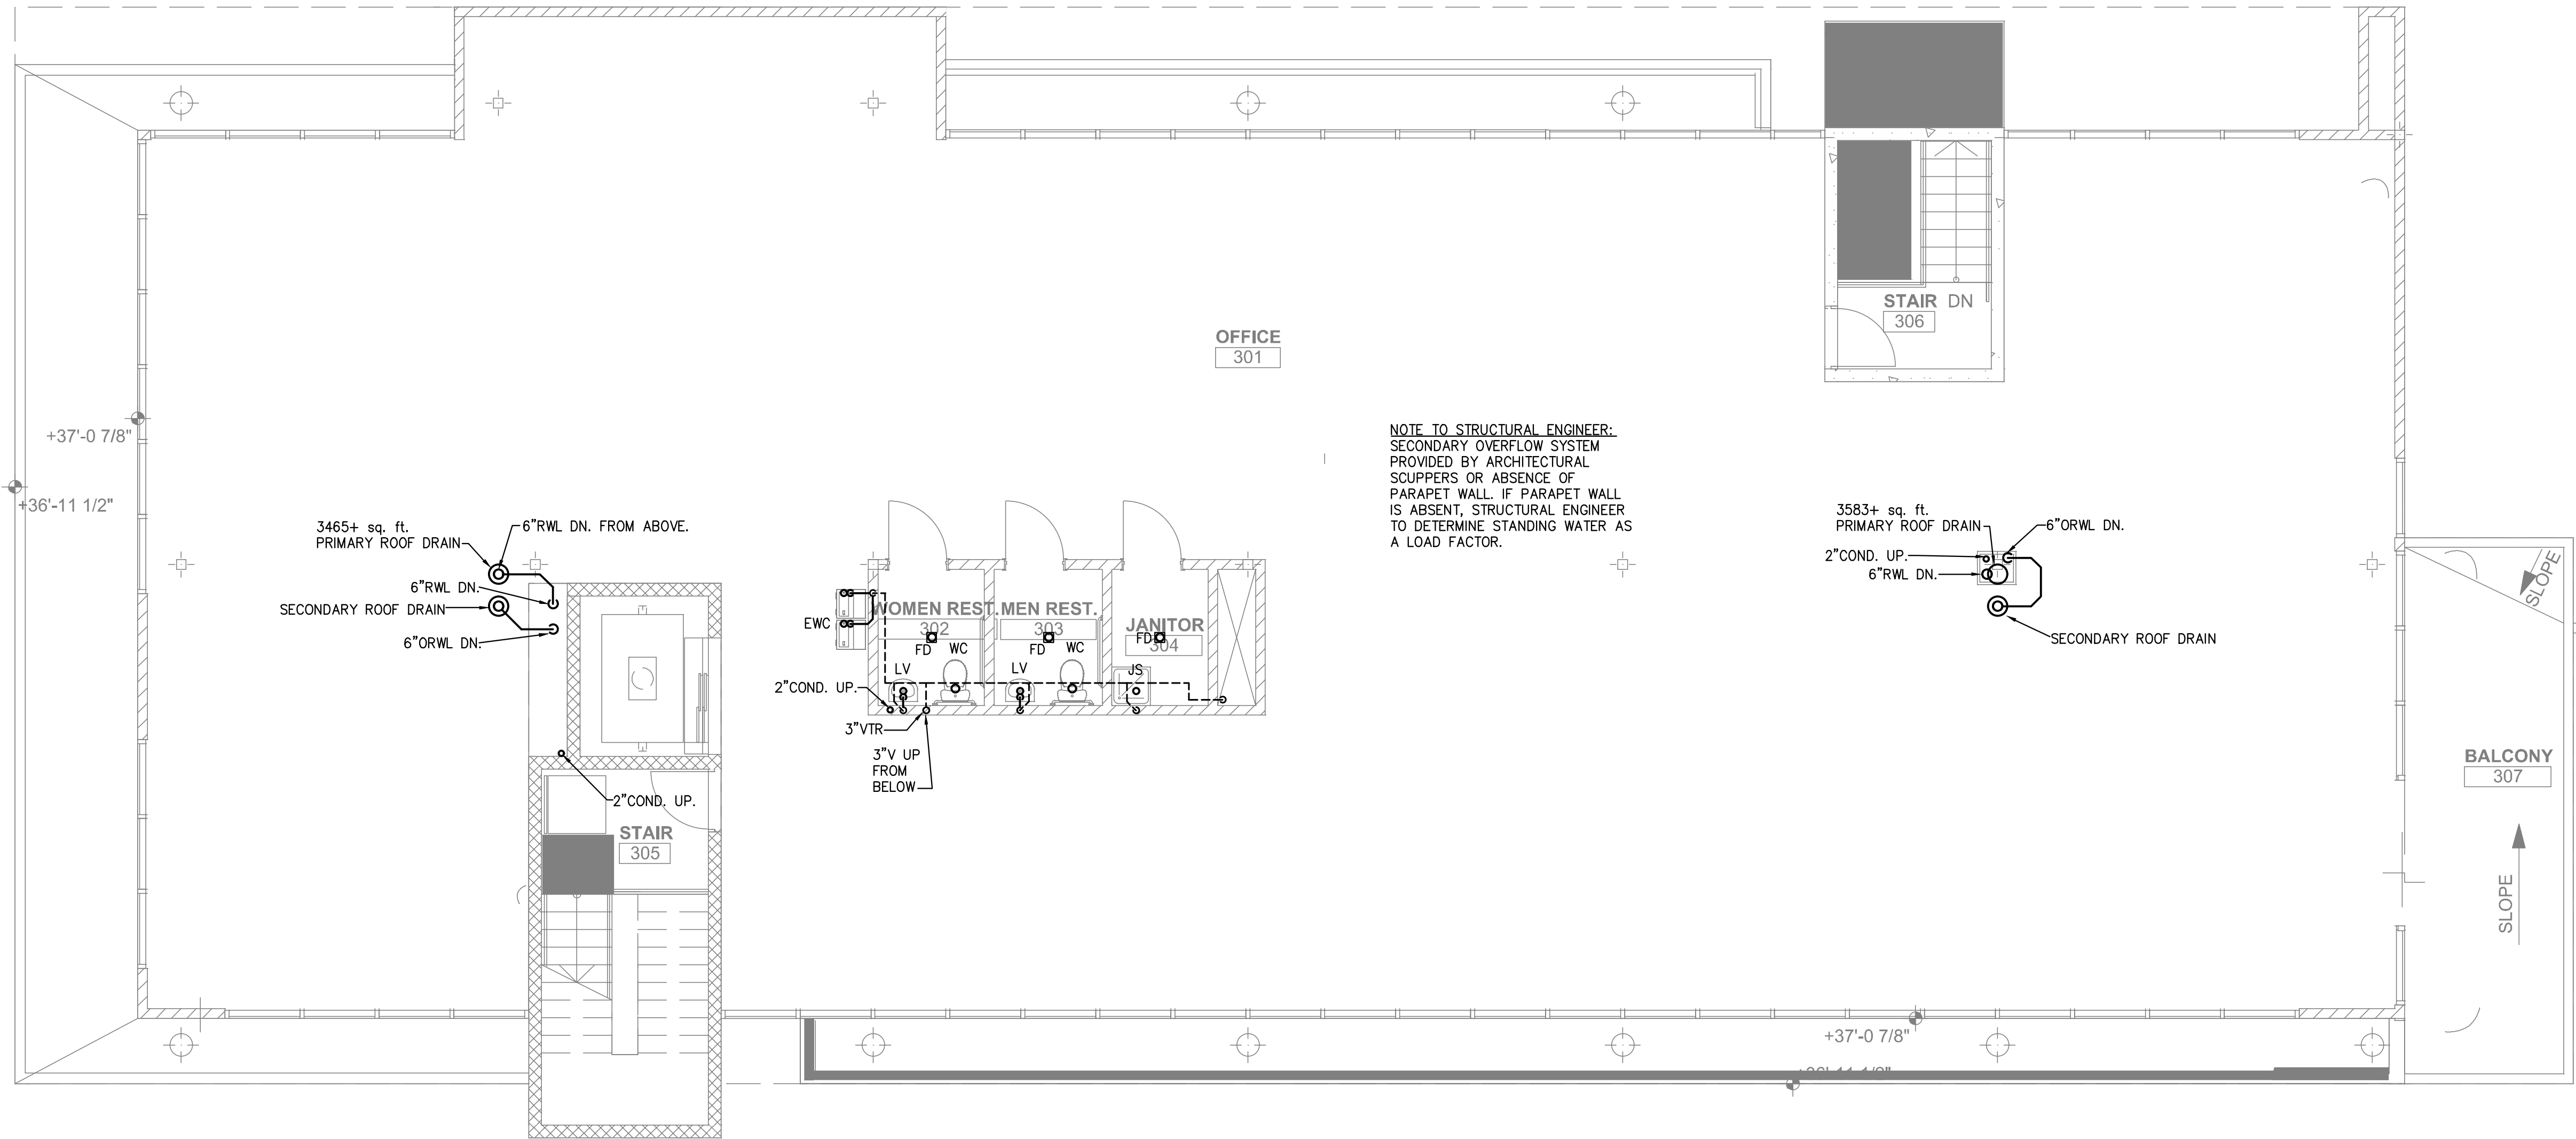 OFFICE
301
STAIR DN
306
+37'-0 7/8"
+36'-11 1/2"
NOTE TO STRUCTURAL ENGINEER:
SECONDARY OVERFLOW SYSTEM
PROVIDED BY ARCHITECTURAL
SCUPPERS OR ABSENCE OF
PARAPET WALL. IF PARAPET WALL
IS ABSENT, STRUCTURAL ENGINEER
TO DETERMINE STANDING WATER AS
A LOAD FACTOR.
3465+ sq. ft.
PRIMARY ROOF DRAIN
6"RWL DN. FROM ABOVE.
6"RWL DN.
SECONDARY ROOF DRAIN
6"ORWL DN.
3583+ sq. ft.
PRIMARY ROOF DRAIN
6"ORWL DN.
2"COND. UP.
6"RWL DN.
SECONDARY ROOF DRAIN
SLOPE
EWC
WOMEN REST.
302
FD
WC
LV
MEN REST.
303
FD
WC
LV
JANITOR
FD
304
JS
2"COND. UP.
3"VTR
3"V UP
FROM
BELOW
2"COND. UP.
STAIR
305
BALCONY
307
SLOPE
+37'-0 7/8"